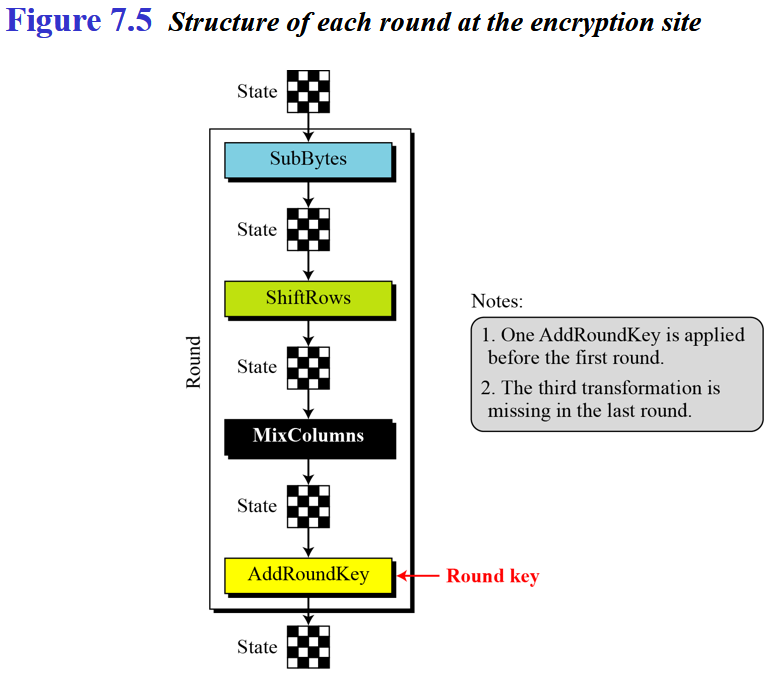 Figure 7.5 Structure of each round at the encryption site
State
SubBytes
State
ShiftRows
State
MixColumns
State
AddRoundKey
Round key
State
Round
Notes:
1. One AddRoundKey is applied
before the first round.
2. The third transformation is
missing in the last round.